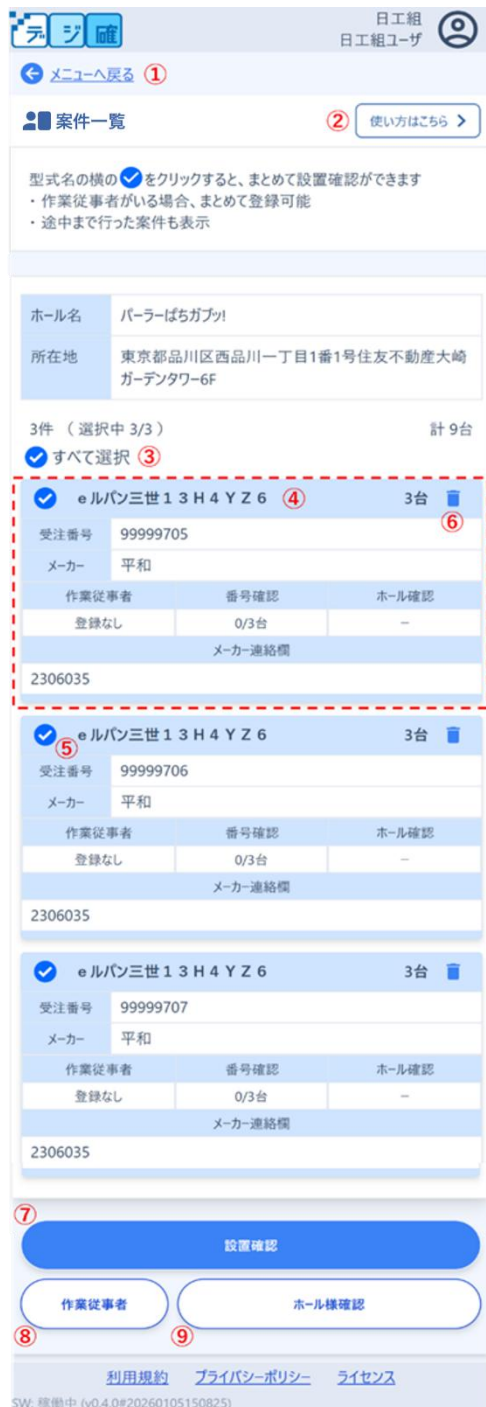 デジ確
日工組
日工組ユーザ
メニューへ戻る ①
案件一覧
② 使い方はこちら
型式名の横の をクリックすると、まとめて設置確認ができます
・作業従事者がいる場合、まとめて登録可能
・途中まで行った案件も表示
ホール名 パーラーぱちガブッ!
所在地 東京都品川区西品川一丁目1番1号住友不動産大崎
ガーデンタワー6F
3件 ( 選択中 3/3 ) 計 9台
すべて選択 ③
eルパン三世13H4YZ6 ④ 3台
⑥
受注番号 99999705
メーカー 平和
作業従事者 番号確認 ホール確認
登録なし 0/3台 −
メーカー連絡欄
2306035
eルパン三世13H4YZ6 3台
⑤
受注番号 99999706
メーカー 平和
作業従事者 番号確認 ホール確認
登録なし 0/3台 −
メーカー連絡欄
2306035
eルパン三世13H4YZ6 3台
受注番号 99999707
メーカー 平和
作業従事者 番号確認 ホール確認
登録なし 0/3台 −
メーカー連絡欄
2306035
⑦
設置確認
作業従事者 ホール様確認
⑧ ⑨
利用規約 プライバシーポリシー ライセンス
SW: 稼働中 (v0.4.0#20260105150825)